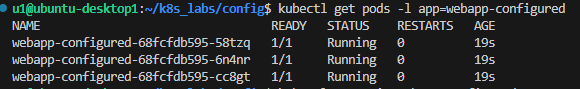 u1@ubuntu-desktop1:~/k8s_labs/config$ kubectl get pods -l app=webapp-configured
NAME READY STATUS RESTARTS AGE
webapp-configured-68fcfdb595-58tzq 1/1 Running 0 19s
webapp-configured-68fcfdb595-6n4nr 1/1 Running 0 19s
webapp-configured-68fcfdb595-cc8gt 1/1 Running 0 19s